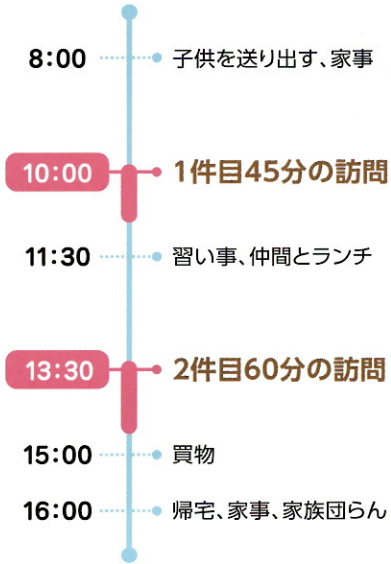 8:00 子供を送り出す、家事
10:00 1件目45分の訪問
11:30 習い事、仲間とランチ
13:30 2件目60分の訪問
15:00 買物
16:00 帰宅、家事、家族団らん